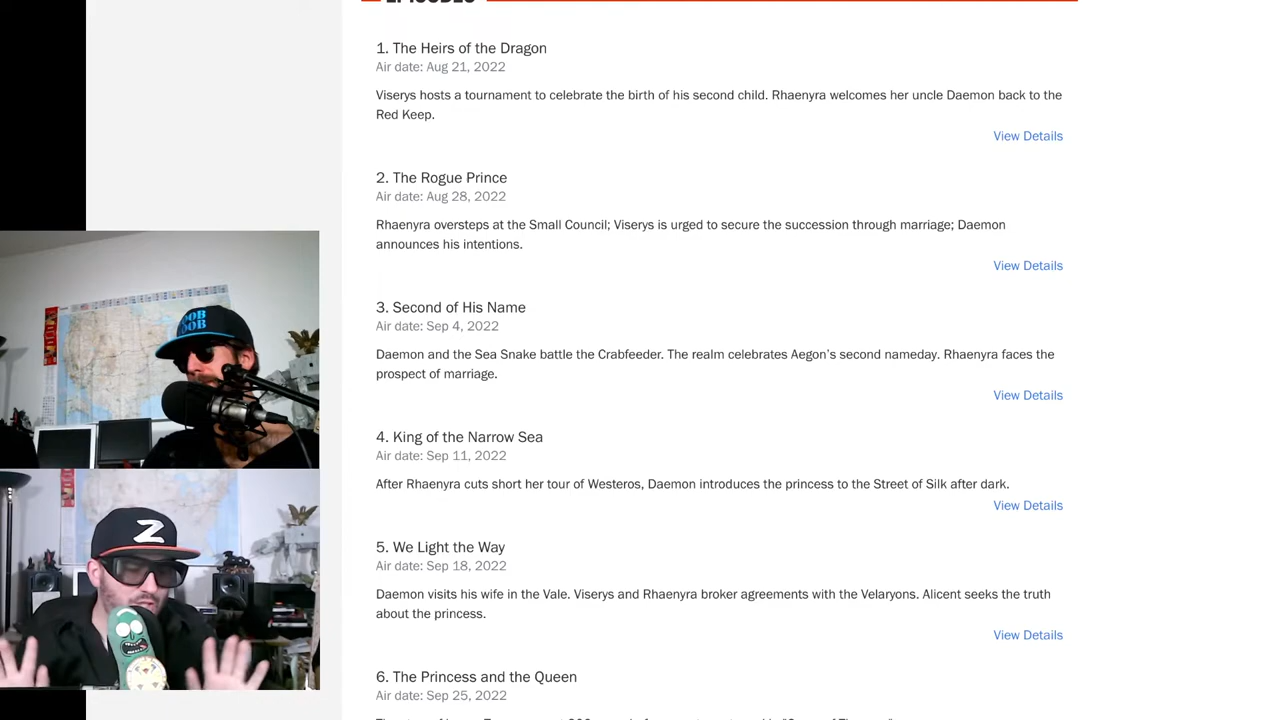 EPISODES
1. The Heirs of the Dragon
Air date: Aug 21, 2022
Viserys hosts a tournament to celebrate the birth of his second child. Rhaenyra welcomes her uncle Daemon back to the
Red Keep.
View Details
2. The Rogue Prince
Air date: Aug 28, 2022
Rhaenyra oversteps at the Small Council; Viserys is urged to secure the succession through marriage; Daemon
announces his intentions.
View Details
3. Second of His Name
Air date: Sep 4, 2022
Daemon and the Sea Snake battle the Crabfeeder. The realm celebrates Aegon's second nameday. Rhaenyra faces the
prospect of marriage.
View Details
4. King of the Narrow Sea
Air date: Sep 11, 2022
After Rhaenyra cuts short her tour of Westeros, Daemon introduces the princess to the Street of Silk after dark.
View Details
5. We Light the Way
Air date: Sep 18, 2022
Daemon visits his wife in the Vale. Viserys and Rhaenyra broker agreements with the Velaryons. Alicent seeks the truth
about the princess.
View Details
6. The Princess and the Queen
Air date: Sep 25, 2022
OOB
OOB
Z